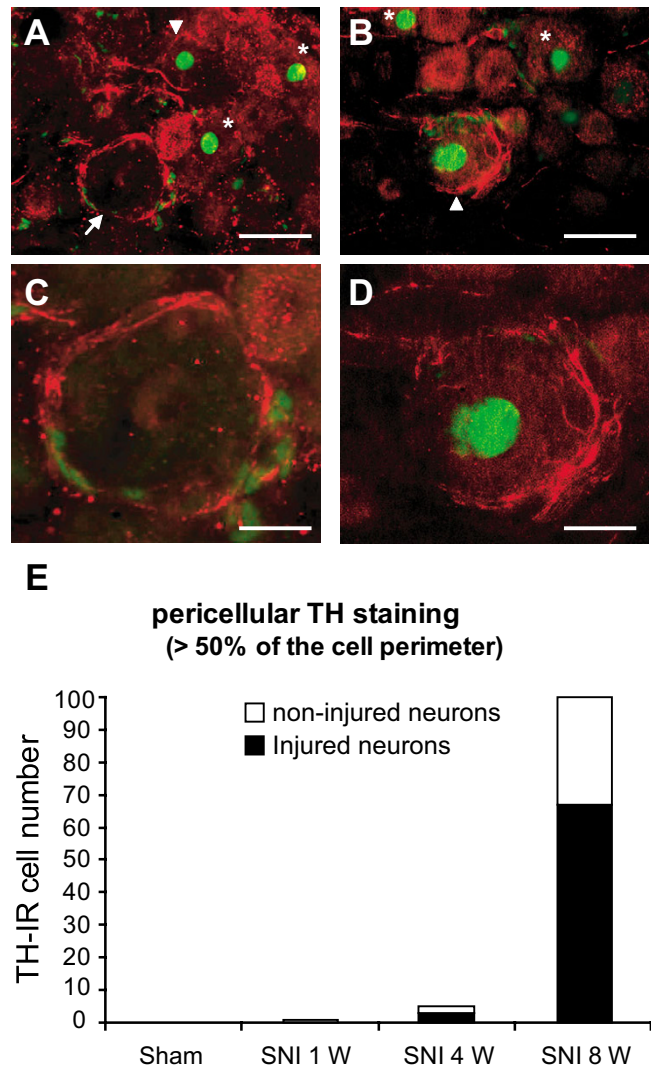 A
*
*
B
*
*
C
D
E
pericellular TH staining
(> 50% of the cell perimeter)
TH-IR cell number
100
90
80
70
60
50
40
30
20
10
0
non-injured neurons
Injured neurons
Sham SNI 1 W SNI 4 W SNI 8 W